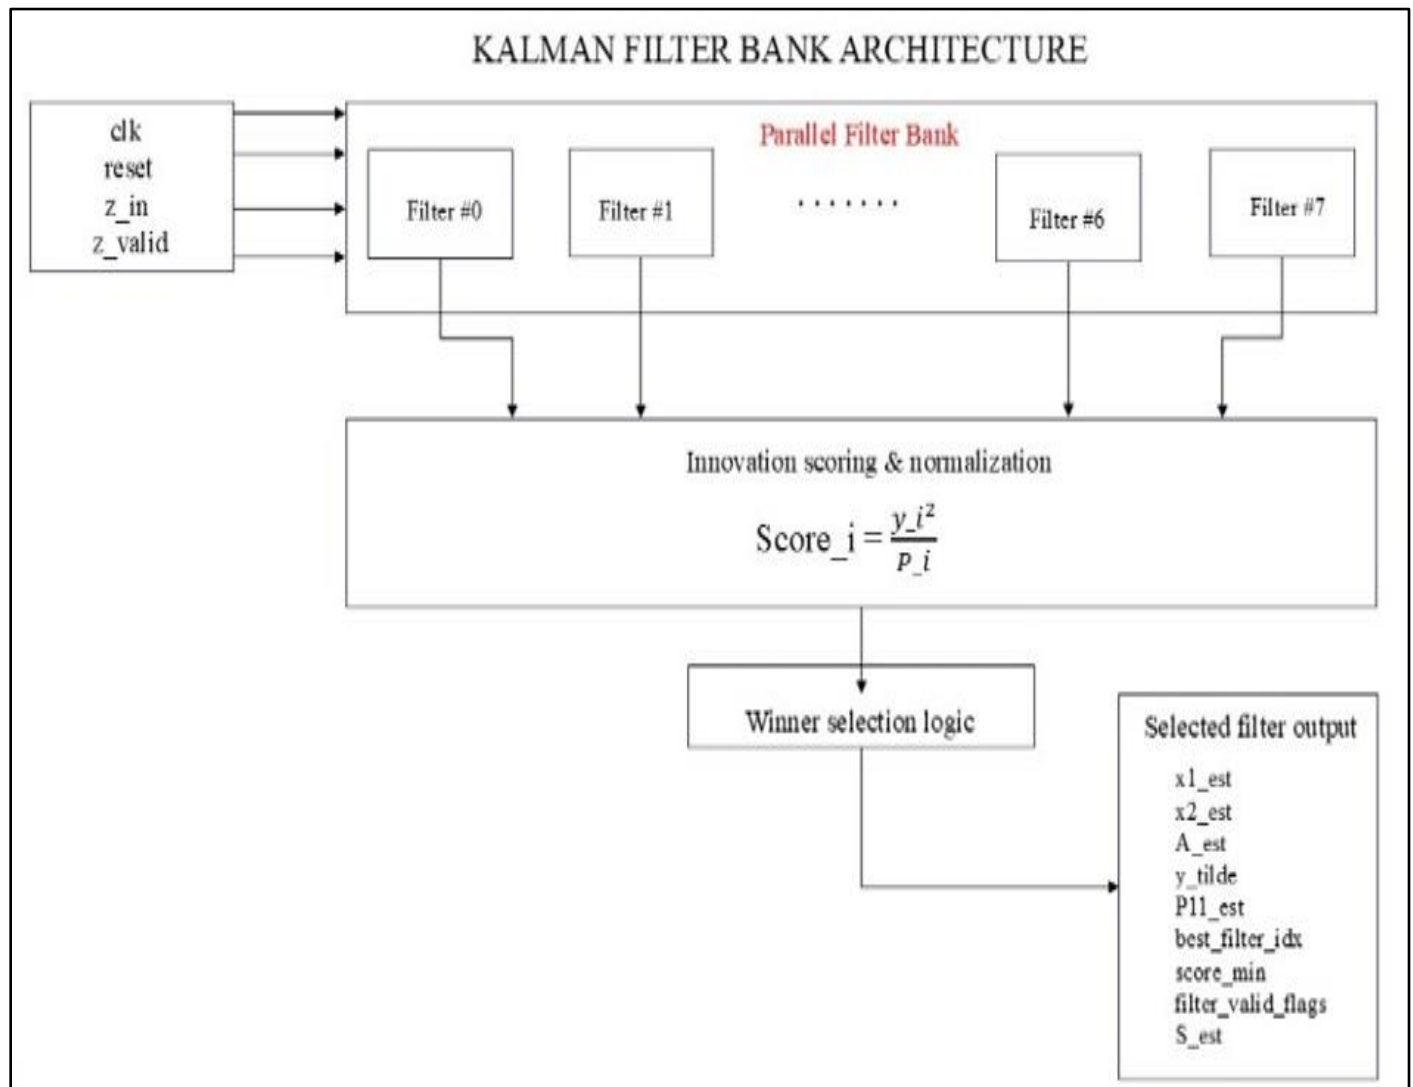 KALMAN FILTER BANK ARCHITECTURE
clk
reset
z_in
z_valid
Parallel Filter Bank
Filter #0
Filter #1
.......
Filter #6
Filter #7
Innovation scoring & normalization
Score_i = y_i² / P_i
Winner selection logic
Selected filter output
x1_est
x2_est
A_est
y_tilde
P11_est
best_filter_idx
score_min
filter_valid_flags
S_est